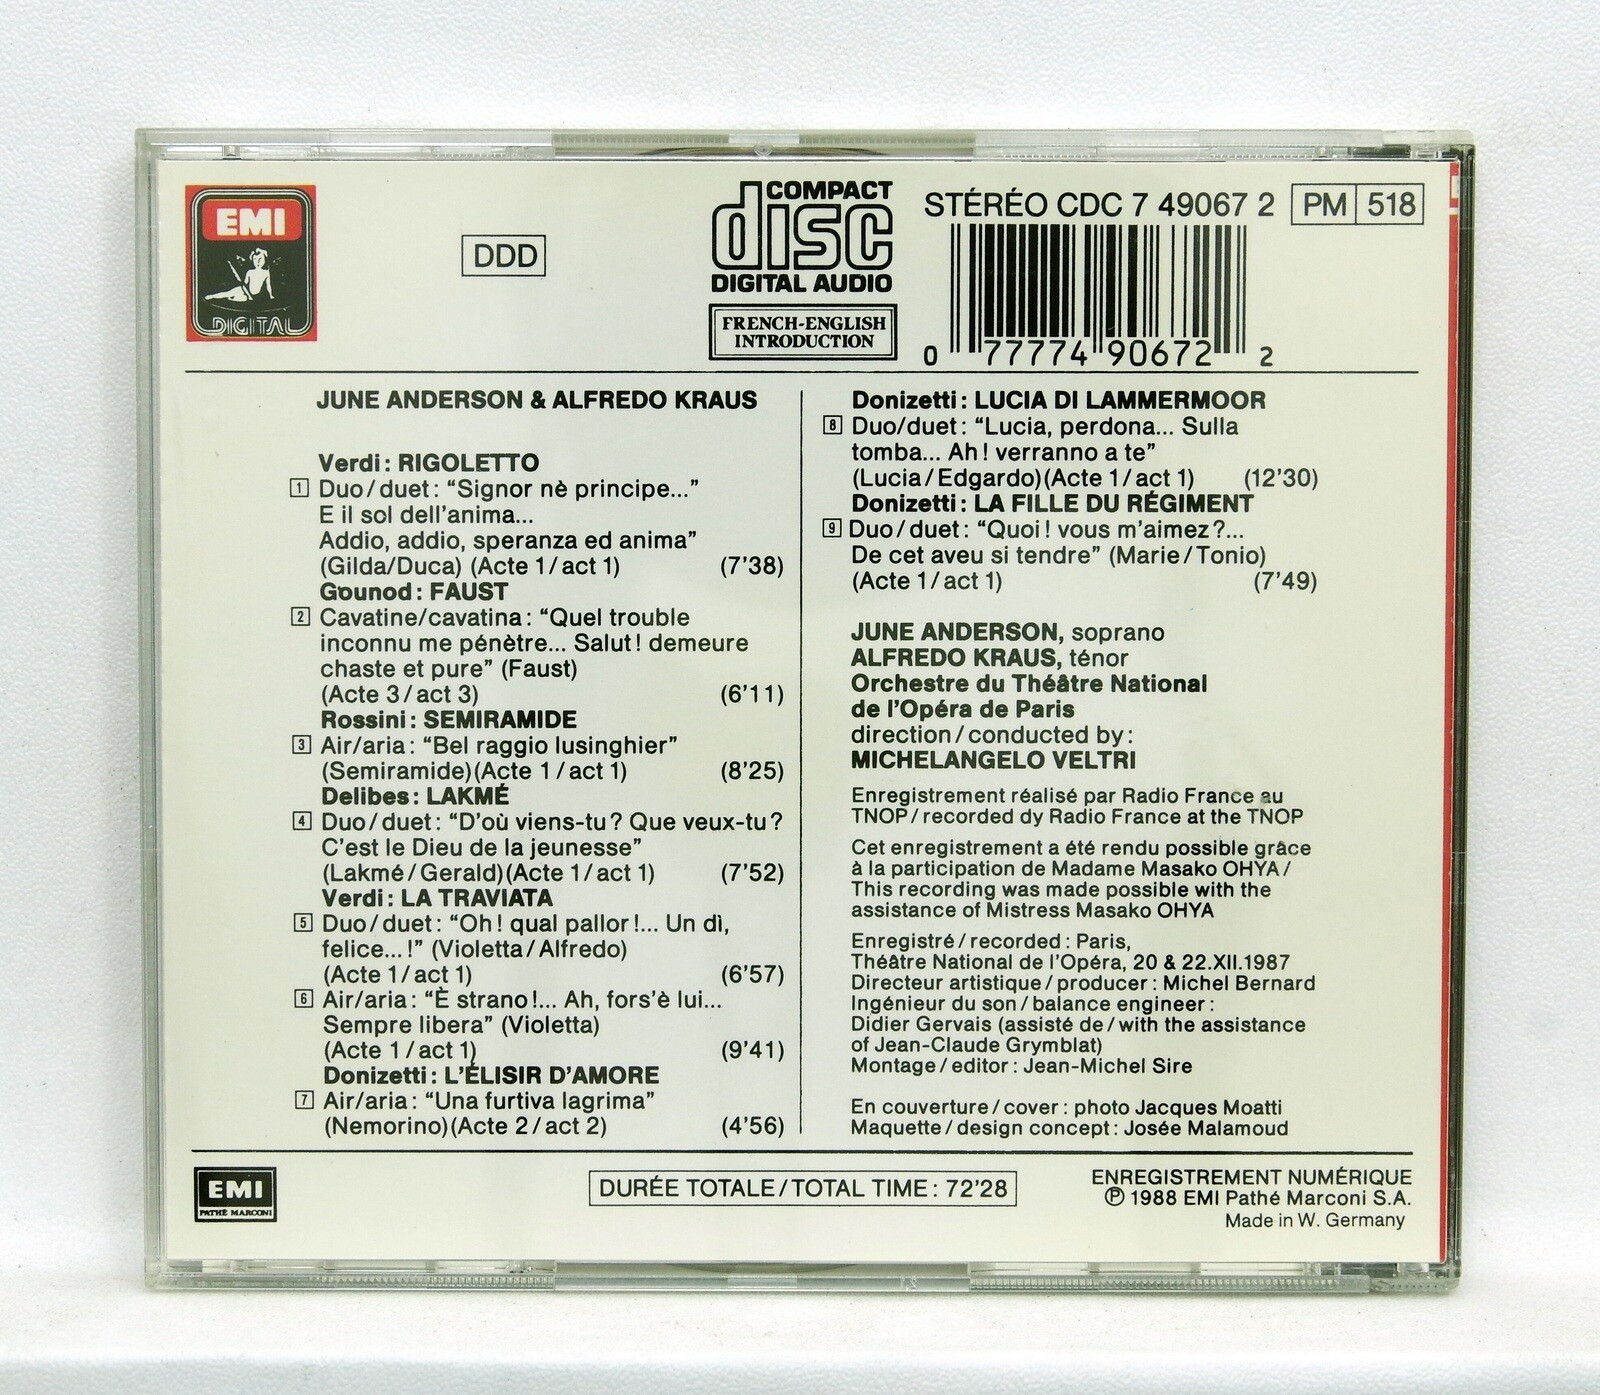 EMI
DIGITAL
DDD
COMPACT
disc
DIGITAL AUDIO
FRENCH-ENGLISH
INTRODUCTION
STÉRÉO CDC 7 49067 2 PM 518
0 77774 90672 2
JUNE ANDERSON & ALFREDO KRAUS
Verdi: RIGOLETTO
1 Duo/duet: “Signor nè principe...”
E il sol dell'anima...
Addio, addio, speranza ed anima”
(Gilda/Duca) (Acte 1/act 1) (7'38)
Gounod: FAUST
2 Cavatine/cavatina: “Quel trouble
inconnu me pénètre... Salut! demeure
chaste et pure” (Faust)
(Acte 3/act 3) (6'11)
Rossini: SEMIRAMIDE
3 Air/aria: “Bel raggio lusinghier”
(Semiramide)(Acte 1/act 1) (8'25)
Delibes: LAKMÉ
4 Duo/duet: “D'où viens-tu? Que veux-tu?
C'est le Dieu de la jeunesse”
(Lakmé/Gerald)(Acte 1/act 1) (7'52)
Verdi: LA TRAVIATA
5 Duo/duet: “Oh! qual pallor!... Un dì,
felice...!” (Violetta/Alfredo)
(Acte 1/act 1) (6'57)
6 Air/aria: “È strano!... Ah, fors'è lui...
Sempre libera” (Violetta)
(Acte 1/act 1) (9'41)
Donizetti: L'ÉLISIR D'AMORE
7 Air/aria: “Una furtiva lagrima”
(Nemorino)(Acte 2/act 2) (4'56)
Donizetti: LUCIA DI LAMMERMOOR
8 Duo/duet: “Lucia, perdona... Sulla
tomba... Ah! verranno a te”
(Lucia/Edgardo)(Acte 1/act 1) (12'30)
Donizetti: LA FILLE DU RÉGIMENT
9 Duo/duet: “Quoi! vous m'aimez?...
De cet aveu si tendre” (Marie/Tonio)
(Acte 1/act 1) (7'49)
JUNE ANDERSON, soprano
ALFREDO KRAUS, ténor
Orchestre du Théâtre National
de l'Opéra de Paris
direction/conducted by:
MICHELANGELO VELTRI
Enregistrement réalisé par Radio France au
TNOP/recorded dy Radio France at the TNOP
Cet enregistrement a été rendu possible grâce
à la participation de Madame Masako OHYA/
This recording was made possible with the
assistance of Mistress Masako OHYA
Enregistré/recorded: Paris,
Théâtre National de l'Opéra, 20 & 22.XII.1987
Directeur artistique/producer: Michel Bernard
Ingénieur du son/balance engineer:
Didier Gervais (assisté de/with the assistance
of Jean-Claude Grymblat)
Montage/editor: Jean-Michel Sire
En couverture/cover: photo Jacques Moatti
Maquette/design concept: Josée Malamoud
EMI
PATHÉ MARCONI
DURÉE TOTALE/TOTAL TIME: 72'28
ENREGISTREMENT NUMÉRIQUE
℗ 1988 EMI Pathé Marconi S.A.
Made in W. Germany